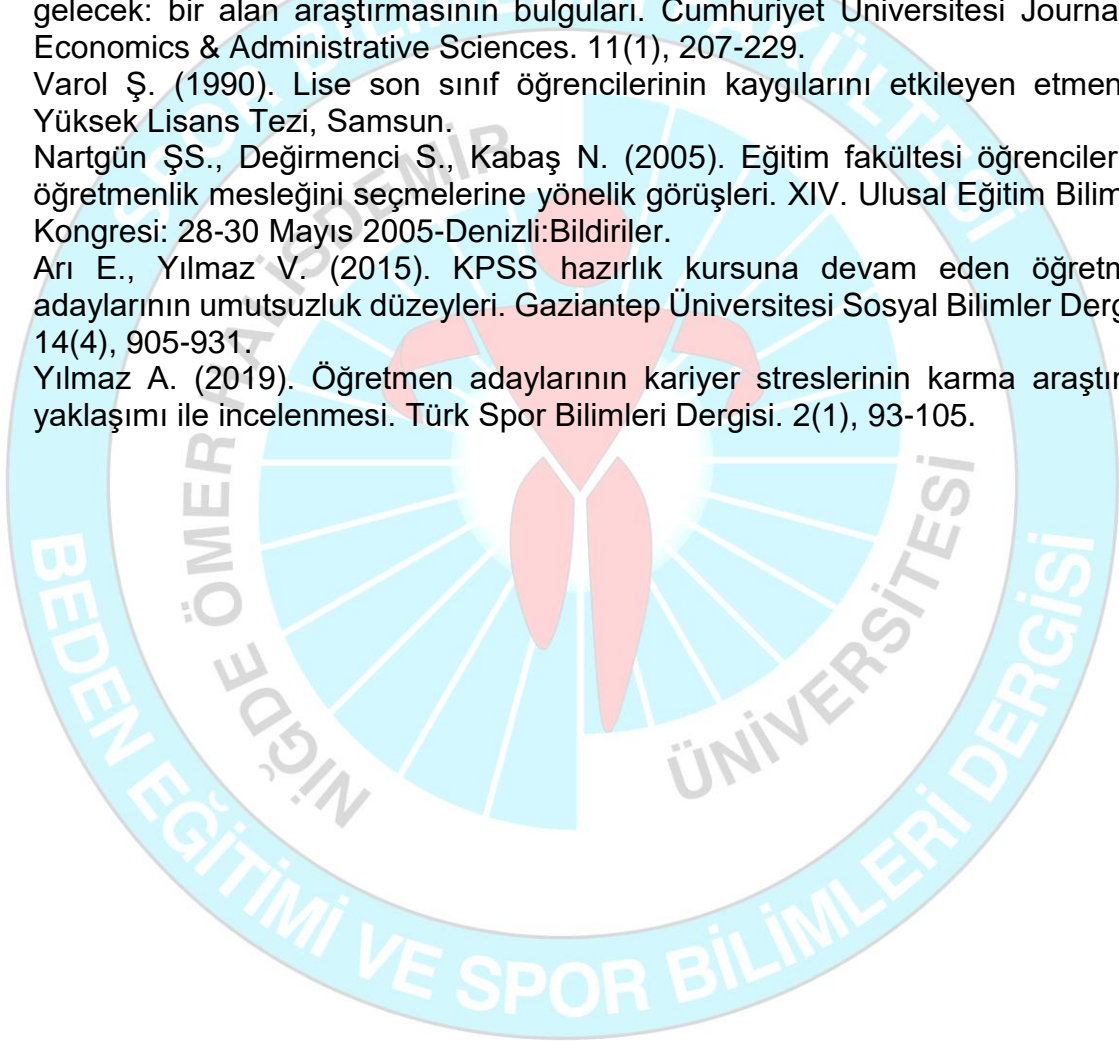 gelecek: bir alan araştırmasının bulguları. Cumhuriyet Üniversitesi Journa
Economics & Administrative Sciences. 11(1), 207-229.
Varol Ş. (1990). Lise son sınıf öğrencilerinin kaygılarını etkileyen etmen
Yüksek Lisans Tezi, Samsun.
Nartgün ŞS., Değirmenci S., Kabaş N. (2005). Eğitim fakültesi öğrenciler
öğretmenlik mesleğini seçmelerine yönelik görüşleri. XIV. Ulusal Eğitim Bilim
Kongresi: 28-30 Mayıs 2005-Denizli:Bildiriler.
Arı E., Yılmaz V. (2015). KPSS hazırlık kursuna devam eden öğretm
adaylarının umutsuzluk düzeyleri. Gaziantep Üniversitesi Sosyal Bilimler Derg
14(4), 905-931.
Yılmaz A. (2019). Öğretmen adaylarının kariyer streslerinin karma araştır
yaklaşımı ile incelenmesi. Türk Spor Bilimleri Dergisi. 2(1), 93-105.
NİĞDE ÖMER HALİSDEMİR
ÜNİVERSİTESİ
BEDEN EĞİTİMİ VE SPOR BİLİMLERİ DERGİSİ